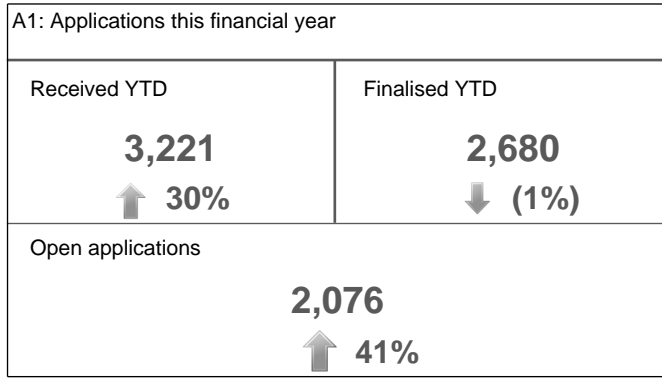 A1: Applications this financial year
Received YTD
3,221
30%
Finalised YTD
2,680
(1%)
Open applications
2,076
41%